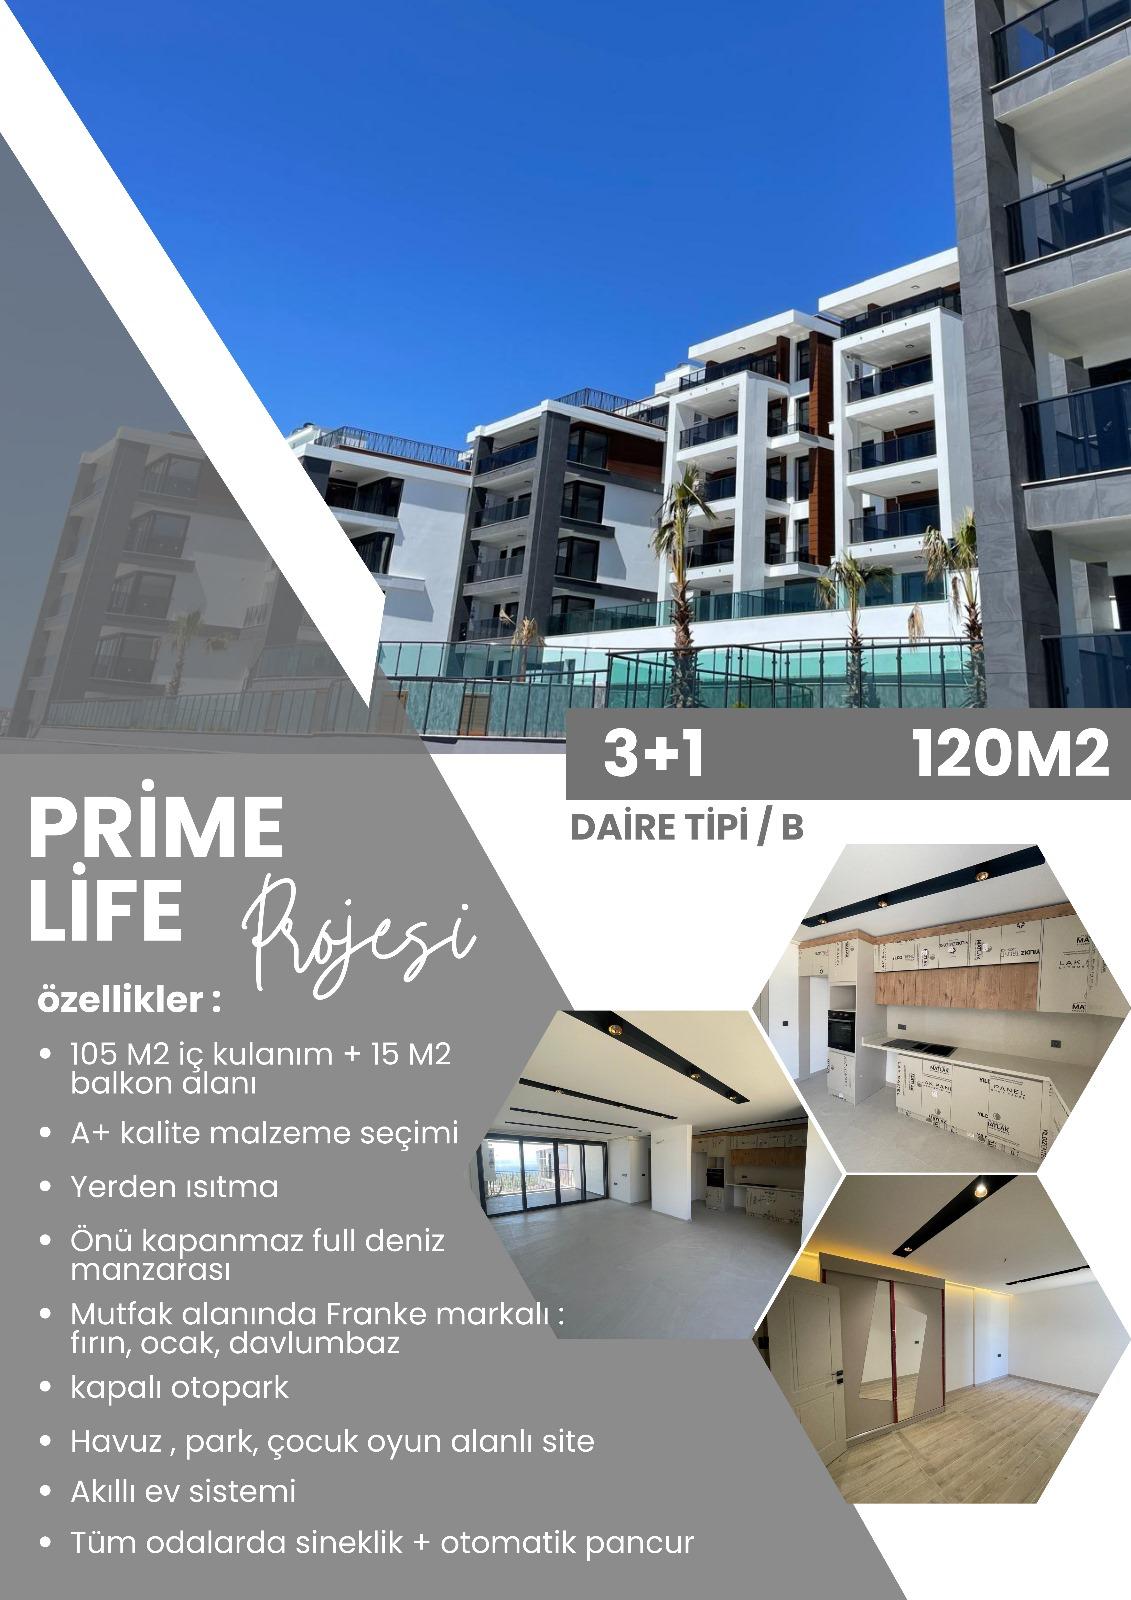 3+1 120M2
DAİRE TİPİ / B
PRİME
LİFE
Projesi
özellikler :
• 105 M2 iç kulanım + 15 M2
balkon alanı
• A+ kalite malzeme seçimi
• Yerden ısıtma
• Önü kapanmaz full deniz
manzarası
• Mutfak alanında Franke markalı :
fırın, ocak, davlumbaz
• kapalı otopark
• Havuz , park, çocuk oyun alanlı site
• Akıllı ev sistemi
• Tüm odalarda sineklik + otomatik pancur